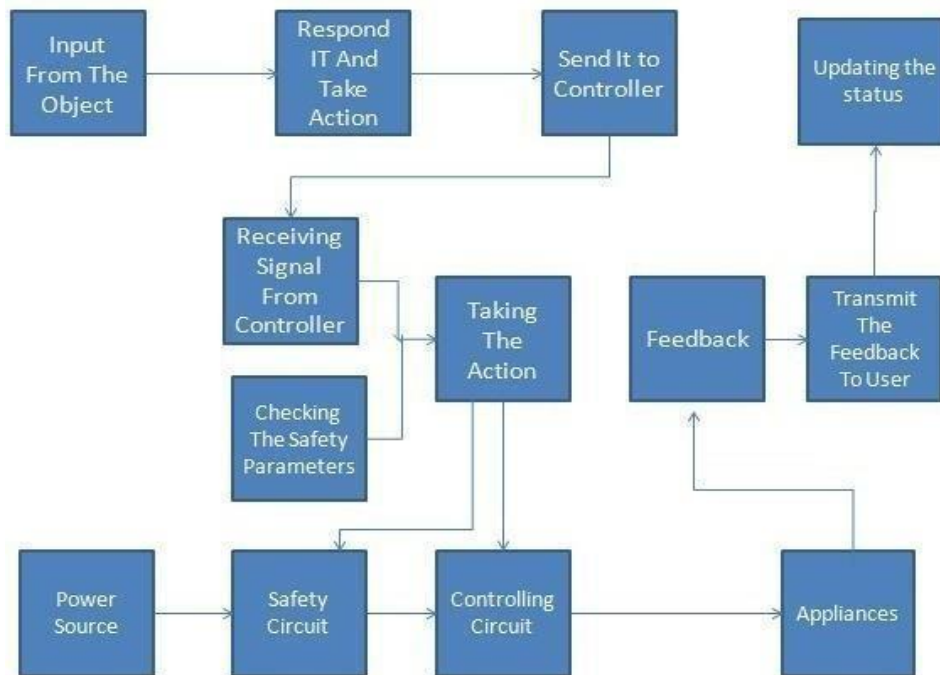 Input
From The
Object
Respond
IT And
Take
Action
Send It to
Controller
Updating the
status
Receiving
Signal
From
Controller
Taking
The
Action
Feedback
Transmit
The
Feedback
To User
Checking
The Safety
Parameters
Power
Source
Safety
Circuit
Controlling
Circuit
Appliances